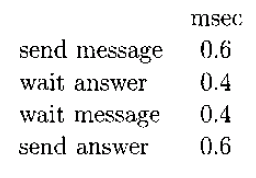 msec
send message 0.6
wait answer 0.4
wait message 0.4
send answer 0.6